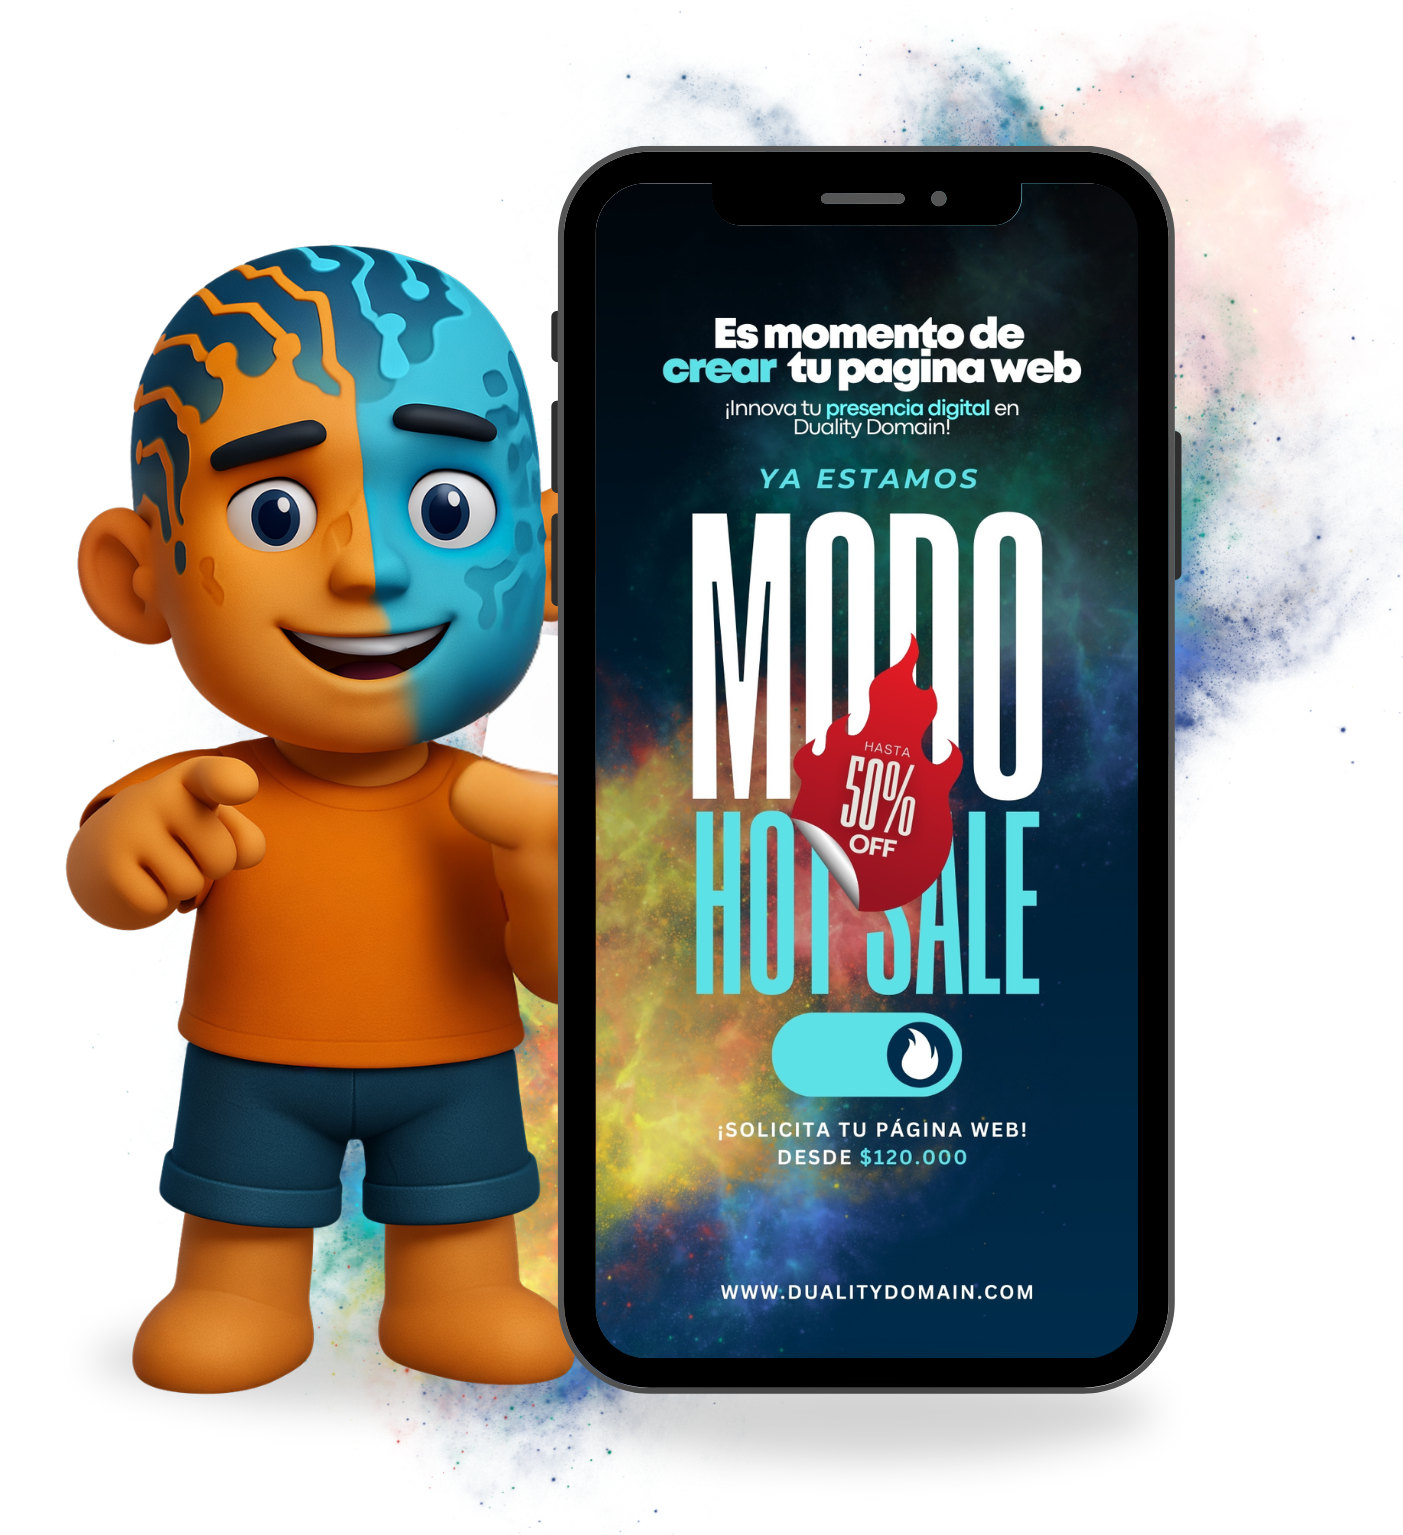 Es momento de
crear tu pagina web
¡Innova tu presencia digital en
Duality Domain!
YA ESTAMOS
MODO
HASTA
50%
OFF
HOT SALE
¡SOLICITA TU PÁGINA WEB!
DESDE $120.000
WWW.DUALITYDOMAIN.COM